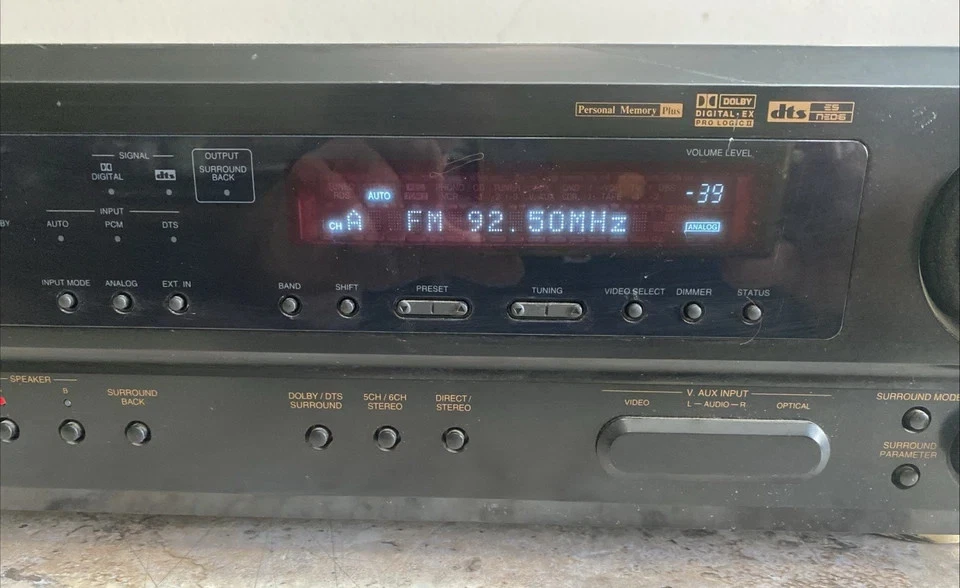 Personal Memory Plus
DOLBY
DIGITAL·EX
PRO LOGIC II
dts ES
NEO:6
SIGNAL
DIGITAL
dts
OUTPUT
SURROUND
BACK
VOLUME LEVEL
-39
AUTO
CH A FM 92.50MHz
ANALOG
INPUT
BY
AUTO
PCM
DTS
INPUT MODE
ANALOG
EXT. IN
BAND
SHIFT
PRESET
TUNING
VIDEO SELECT
DIMMER
STATUS
SPEAKER
B
SURROUND
BACK
DOLBY / DTS
SURROUND
5CH / 6CH
STEREO
DIRECT /
STEREO
V. AUX INPUT
VIDEO
L — AUDIO — R
OPTICAL
SURROUND MODE
SURROUND
PARAMETER